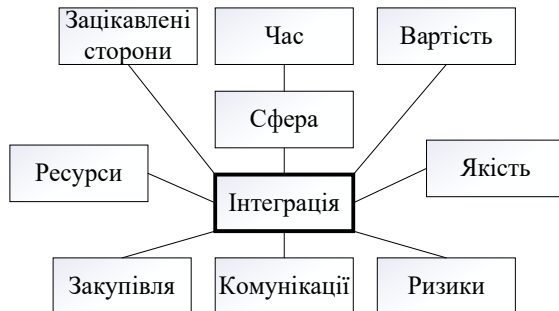 Зацікавлені
сторони
Час
Вартість
Сфера
Ресурси
Якість
Інтеграція
Закупівля
Комунікації
Ризики